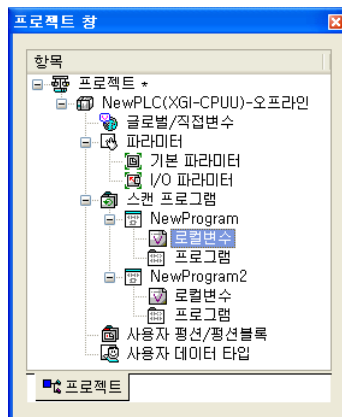 프로젝트 창
항목
프로젝트 *
NewPLC(XGI-CPUU)-오프라인
글로벌/직접변수
파라미터
기본 파라미터
I/O 파라미터
스캔 프로그램
NewProgram
로컬변수
프로그램
NewProgram2
로컬변수
프로그램
사용자 펑션/펑션블록
사용자 데이터 타입
프로젝트